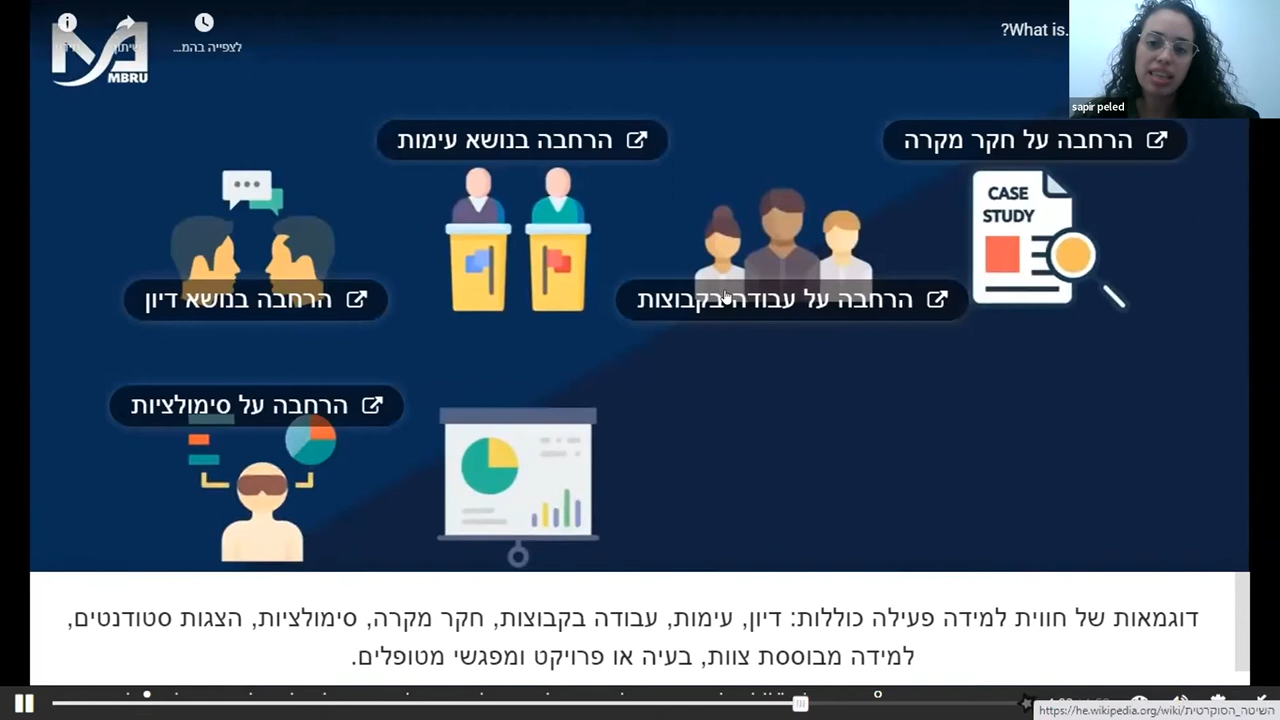 What is?
לצפייה בהמ...
שיתוף
MBRU
sapir peled
הרחבה על חקר מקרה
הרחבה בנושא עימות
CASE
STUDY
הרחבה על עבודה בקבוצות
הרחבה בנושא דיון
הרחבה על סימולציות
דוגמאות של חווית למידה פעילה כוללות: דיון, עימות, עבודה בקבוצות, חקר מקרה, סימולציות, הצגות סטודנטים,
למידה מבוססת צוות, בעיה או פרויקט ומפגשי מטופלים.
https://he.wikipedia.org/wiki/השיטה_הסוקרטית